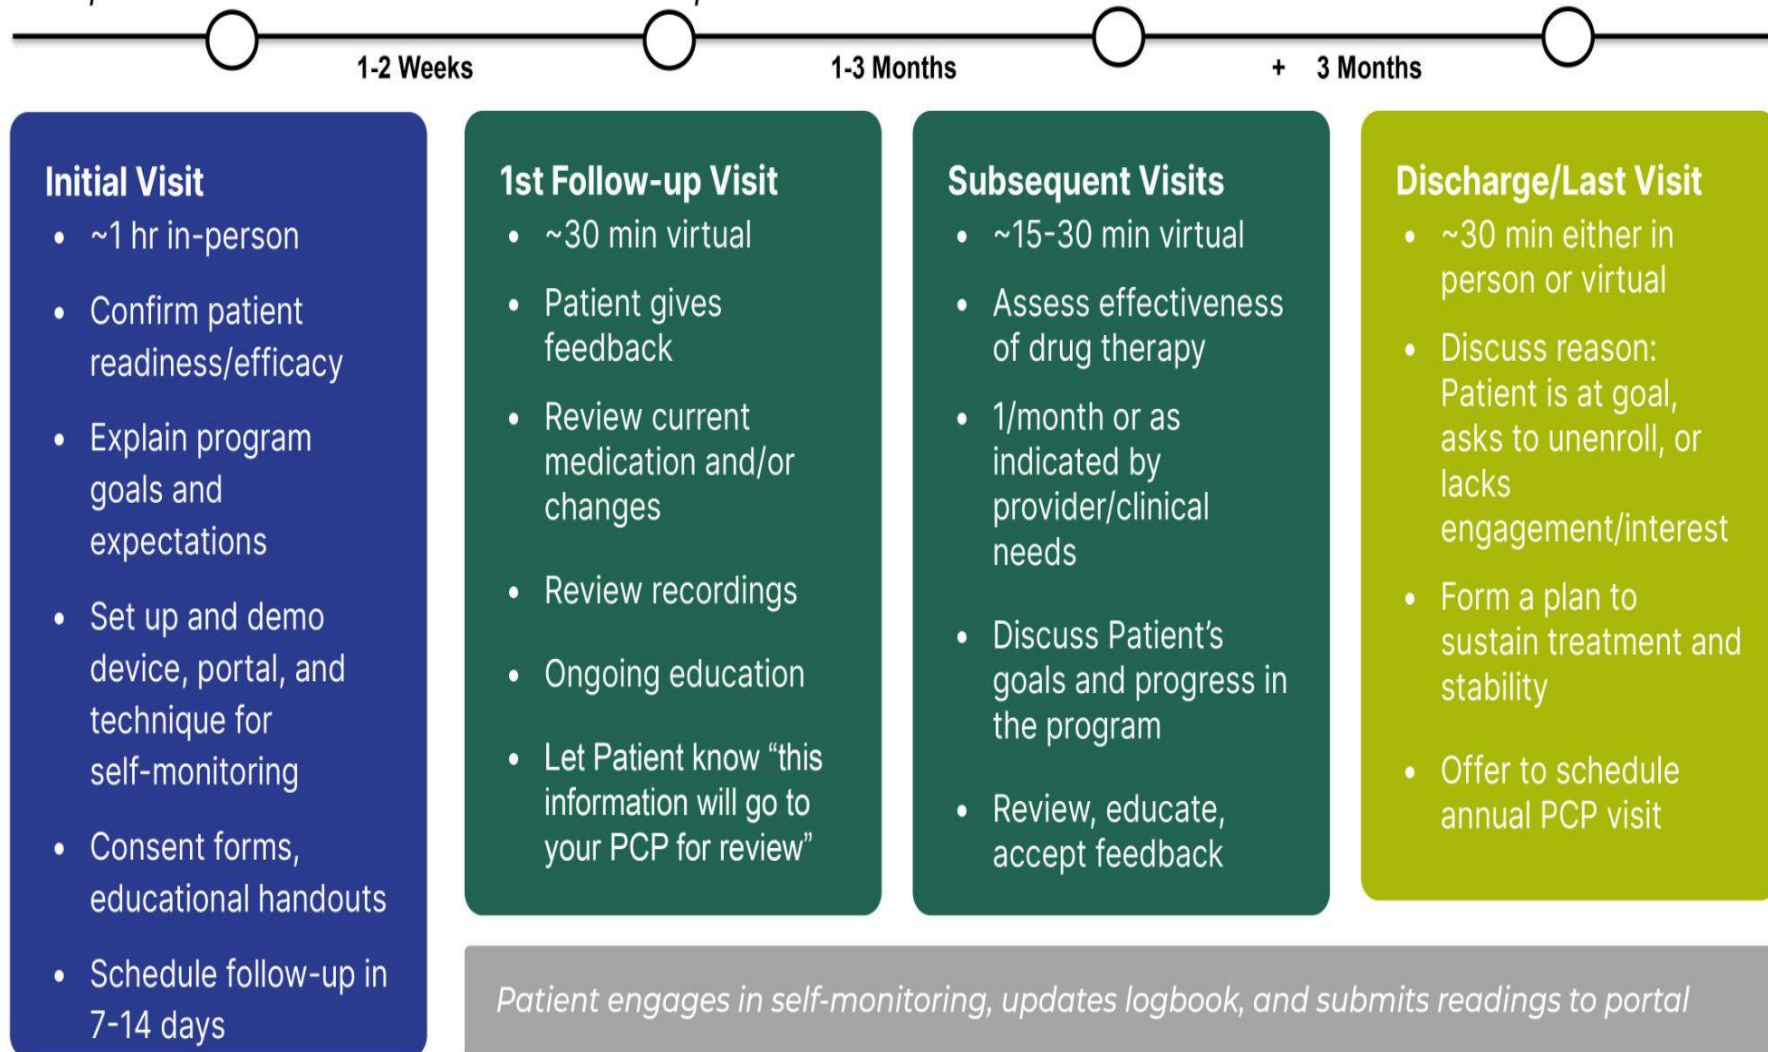 1-2 Weeks
1-3 Months
+ 3 Months
Initial Visit
• ~1 hr in-person
• Confirm patient
readiness/efficacy
• Explain program
goals and
expectations
• Set up and demo
device, portal, and
technique for
self-monitoring
• Consent forms,
educational handouts
• Schedule follow-up in
7-14 days
1st Follow-up Visit
• ~30 min virtual
• Patient gives
feedback
• Review current
medication and/or
changes
• Review recordings
• Ongoing education
• Let Patient know “this
information will go to
your PCP for review”
Subsequent Visits
• ~15-30 min virtual
• Assess effectiveness
of drug therapy
• 1/month or as
indicated by
provider/clinical
needs
• Discuss Patient’s
goals and progress in
the program
• Review, educate,
accept feedback
Discharge/Last Visit
• ~30 min either in
person or virtual
• Discuss reason:
Patient is at goal,
asks to unenroll, or
lacks
engagement/interest
• Form a plan to
sustain treatment and
stability
• Offer to schedule
annual PCP visit
Patient engages in self-monitoring, updates logbook, and submits readings to portal